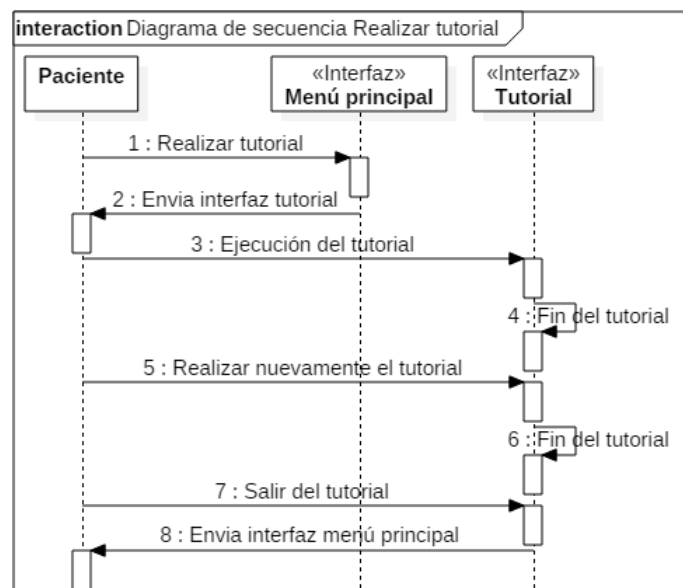 interaction Diagrama de secuencia Realizar tutorial
Paciente
«Interfaz»
Menú principal
«Interfaz»
Tutorial
1 : Realizar tutorial
2 : Envia interfaz tutorial
3 : Ejecución del tutorial
4 : Fin del tutorial
5 : Realizar nuevamente el tutorial
6 : Fin del tutorial
7 : Salir del tutorial
8 : Envia interfaz menú principal